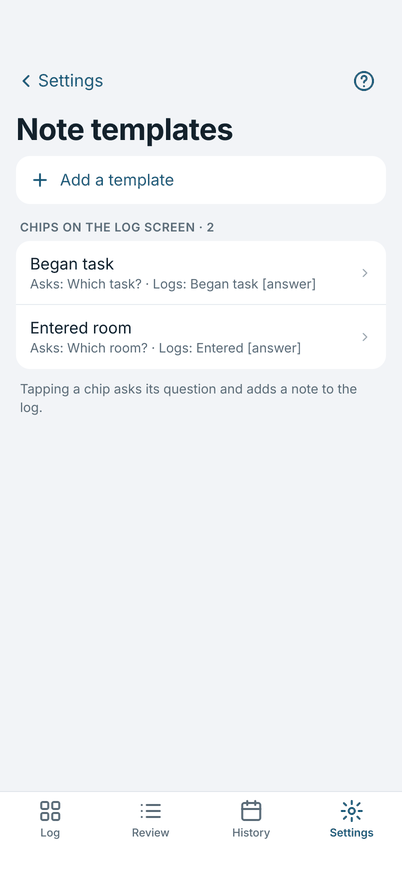 Settings
Note templates
Add a template
CHIPS ON THE LOG SCREEN · 2
Began task
Asks: Which task? · Logs: Began task [answer]
Entered room
Asks: Which room? · Logs: Entered [answer]
Tapping a chip asks its question and adds a note to the
log.
Log
Review
History
Settings